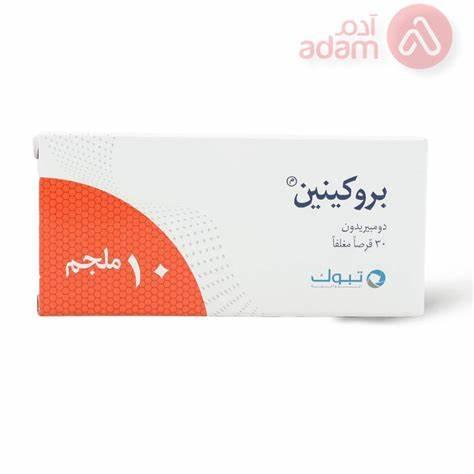 آدم
adam
بروكينين
دومبيريدون
٣٠ قرصاً مغلفاً
١٠ ملجم
تبوك